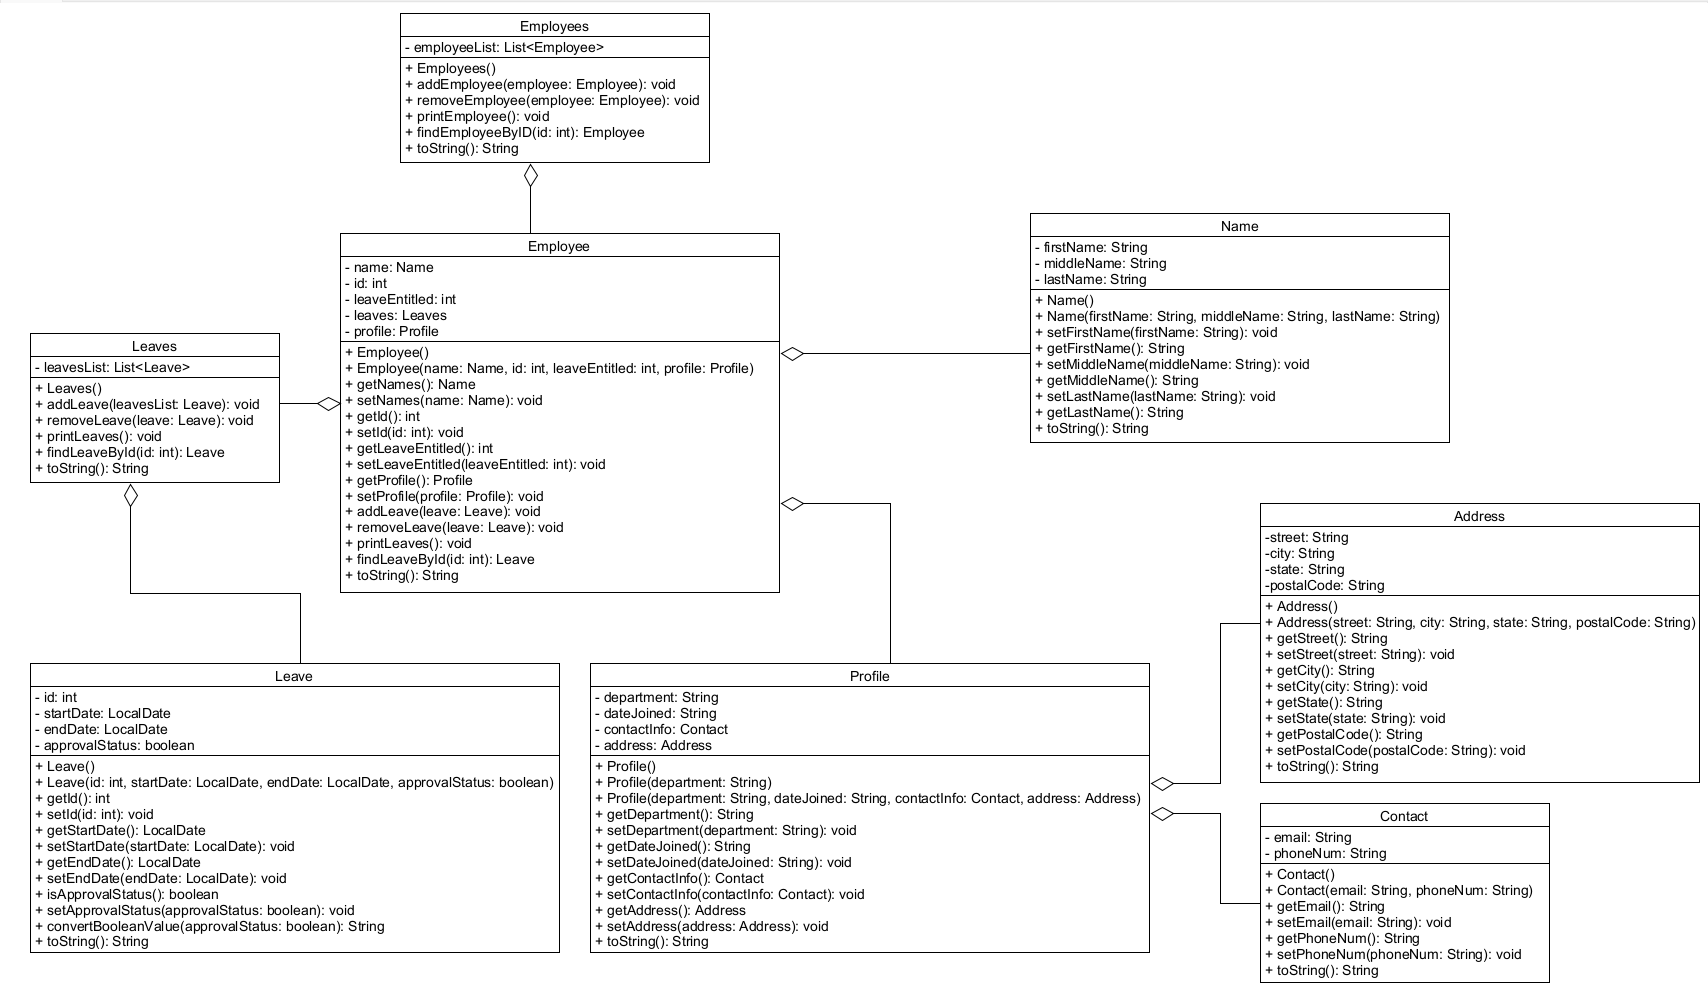 Employees
- employeeList: List<Employee>
+ Employees()
+ addEmployee(employee: Employee): void
+ removeEmployee(employee: Employee): void
+ printEmployee(): void
+ findEmployeeByID(id: int): Employee
+ toString(): String
Employee
- name: Name
- id: int
- leaveEntitled: int
- leaves: Leaves
- profile: Profile
+ Employee()
+ Employee(name: Name, id: int, leaveEntitled: int, profile: Profile)
+ getNames(): Name
+ setNames(name: Name): void
+ getId(): int
+ setId(id: int): void
+ getLeaveEntitled(): int
+ setLeaveEntitled(leaveEntitled: int): void
+ getProfile(): Profile
+ setProfile(profile: Profile): void
+ addLeave(leave: Leave): void
+ removeLeave(leave: Leave): void
+ printLeaves(): void
+ findLeaveById(id: int): Leave
+ toString(): String
Name
- firstName: String
- middleName: String
- lastName: String
+ Name()
+ Name(firstName: String, middleName: String, lastName: String)
+ setFirstName(firstName: String): void
+ getFirstName(): String
+ setMiddleName(middleName: String): void
+ getMiddleName(): String
+ setLastName(lastName: String): void
+ getLastName(): String
+ toString(): String
Leaves
- leavesList: List<Leave>
+ Leaves()
+ addLeave(leavesList: Leave): void
+ removeLeave(leave: Leave): void
+ printLeaves(): void
+ findLeaveById(id: int): Leave
+ toString(): String
Address
-street: String
-city: String
-state: String
-postalCode: String
+ Address()
+ Address(street: String, city: String, state: String, postalCode: String)
+ getStreet(): String
+ setStreet(street: String): void
+ getCity(): String
+ setCity(city: String): void
+ getState(): String
+ setState(state: String): void
+ getPostalCode(): String
+ setPostalCode(postalCode: String): void
+ toString(): String
Leave
- id: int
- startDate: LocalDate
- endDate: LocalDate
- approvalStatus: boolean
+ Leave()
+ Leave(id: int, startDate: LocalDate, endDate: LocalDate, approvalStatus: boolean)
+ getId(): int
+ setId(id: int): void
+ getStartDate(): LocalDate
+ setStartDate(startDate: LocalDate): void
+ getEndDate(): LocalDate
+ setEndDate(endDate: LocalDate): void
+ isApprovalStatus(): boolean
+ setApprovalStatus(approvalStatus: boolean): void
+ convertBooleanValue(approvalStatus: boolean): String
+ toString(): String
Profile
- department: String
- dateJoined: String
- contactInfo: Contact
- address: Address
+ Profile()
+ Profile(department: String)
+ Profile(department: String, dateJoined: String, contactInfo: Contact, address: Address)
+ getDepartment(): String
+ setDepartment(department: String): void
+ getDateJoined(): String
+ setDateJoined(dateJoined: String): void
+ getContactInfo(): Contact
+ setContactInfo(contactInfo: Contact): void
+ getAddress(): Address
+ setAddress(address: Address): void
+ toString(): String
Contact
- email: String
- phoneNum: String
+ Contact()
+ Contact(email: String, phoneNum: String)
+ getEmail(): String
+ setEmail(email: String): void
+ getPhoneNum(): String
+ setPhoneNum(phoneNum: String): void
+ toString(): String